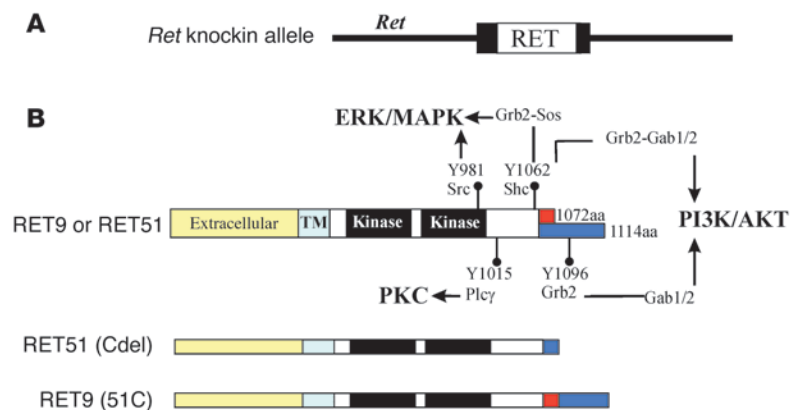 A
Ret
Ret knockin allele
RET
B
ERK/MAPK
Grb2-Sos
Grb2-Gab1/2
Y981
Src
Y1062
Shc
RET9 or RET51
Extracellular
TM
Kinase
Kinase
1072aa
1114aa
PI3K/AKT
Y1015
Plcγ
PKC
Y1096
Grb2
Gab1/2
RET51 (Cdel)
RET9 (51C)